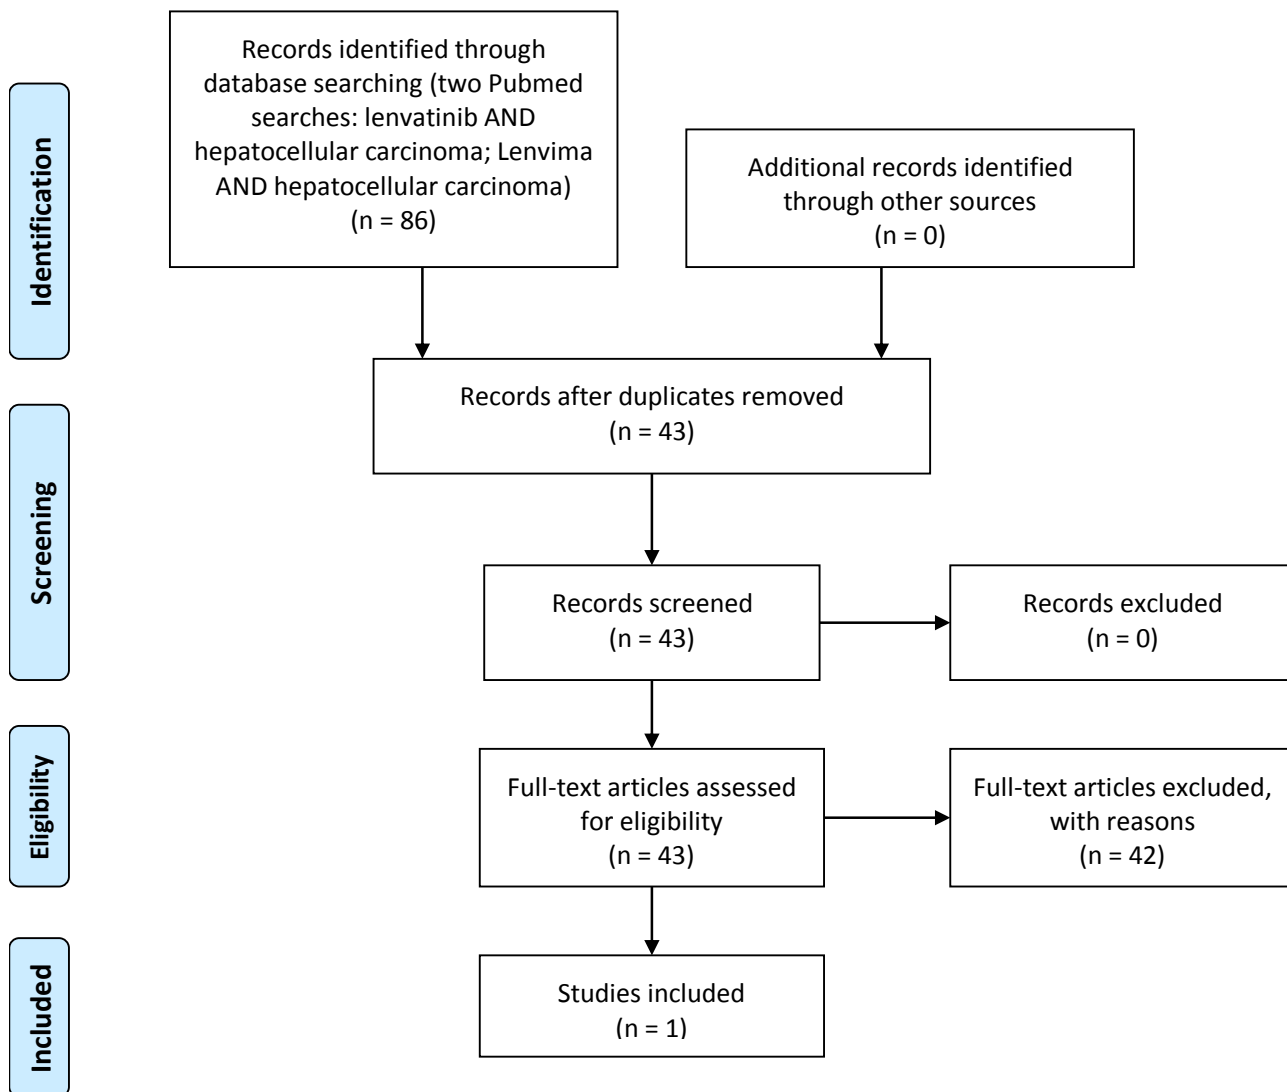 Identification
Records identified through
database searching (two Pubmed
searches: lenvatinib AND
hepatocellular carcinoma; Lenvima
AND hepatocellular carcinoma)
(n = 86)
Additional records identified
through other sources
(n = 0)
Records after duplicates removed
(n = 43)
Screening
Records screened
(n = 43)
Records excluded
(n = 0)
Eligibility
Full-text articles assessed
for eligibility
(n = 43)
Full-text articles excluded,
with reasons
(n = 42)
Included
Studies included
(n = 1)